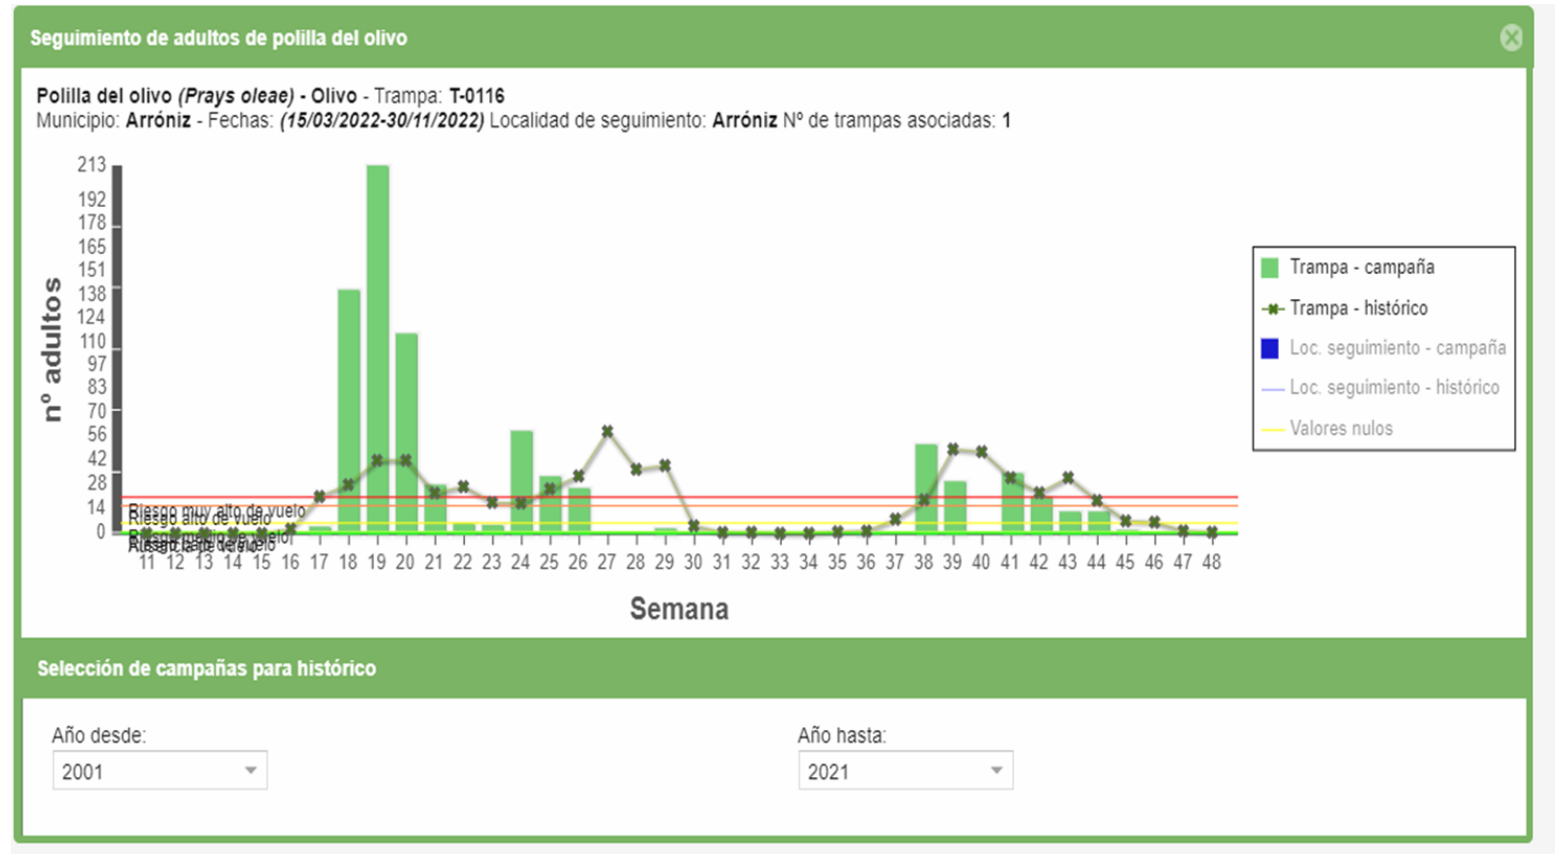 Seguimiento de adultos de polilla del olivo
Polilla del olivo (Prays oleae) - Olivo - Trampa: T-0116
Municipio: Arróniz - Fechas: (15/03/2022-30/11/2022) Localidad de seguimiento: Arróniz Nº de trampas asociadas: 1
nº adultos
213
192
178
165
151
138
124
110
97
83
70
56
42
28
14
0
Riesgo muy alto de vuelo
Riesgo alto de vuelo
11 12 13 14 15 16 17 18 19 20 21 22 23 24 25 26 27 28 29 30 31 32 33 34 35 36 37 38 39 40 41 42 43 44 45 46 47 48
Semana
Trampa - campaña
Trampa - histórico
Loc. seguimiento - campaña
Loc. seguimiento - histórico
Valores nulos
Selección de campañas para histórico
Año desde:
2001
Año hasta:
2021